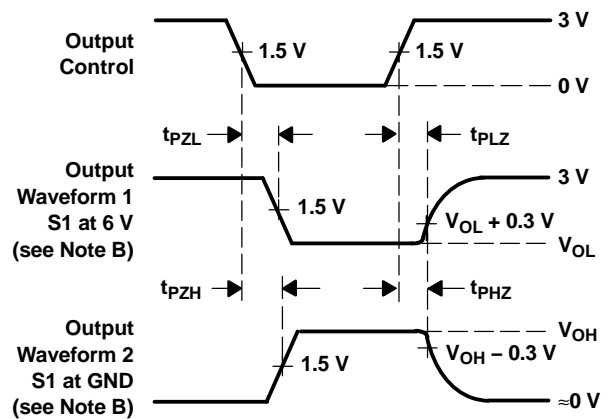 3 V
Output
Control
1.5 V
1.5 V
0 V
tPZL
tPLZ
Output
Waveform 1
S1 at 6 V
(see Note B)
3 V
1.5 V
VOL + 0.3 V
VOL
tPZH
tPHZ
Output
Waveform 2
S1 at GND
(see Note B)
VOH
1.5 V
VOH − 0.3 V
≈0 V